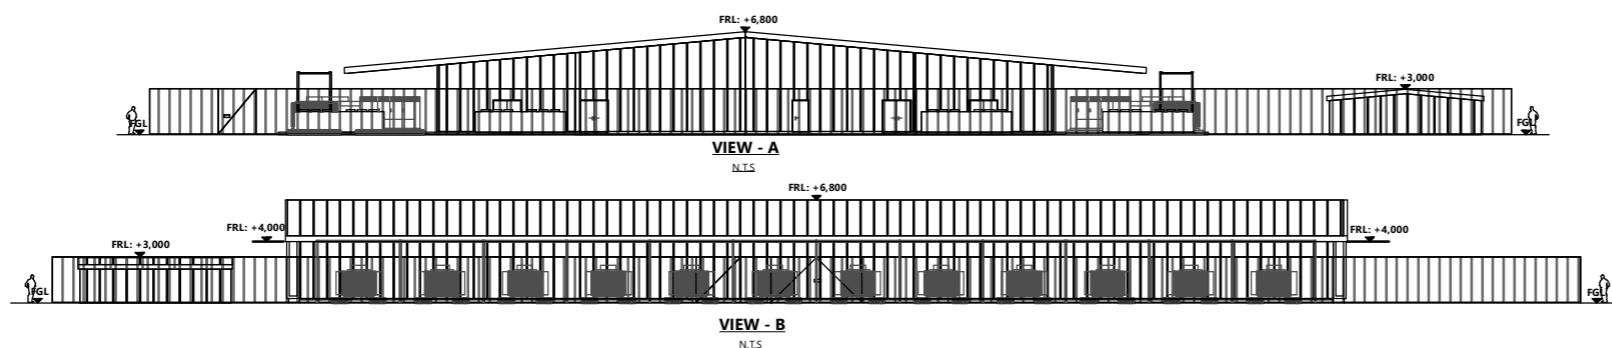 FRL: +6,800
FRL: +3,000
FGL
FGL
VIEW - A
N.T.S
FRL: +6,800
FRL: +4,000
FRL: +4,000
FRL: +3,000
FGL
FGL
VIEW - B
N.T.S